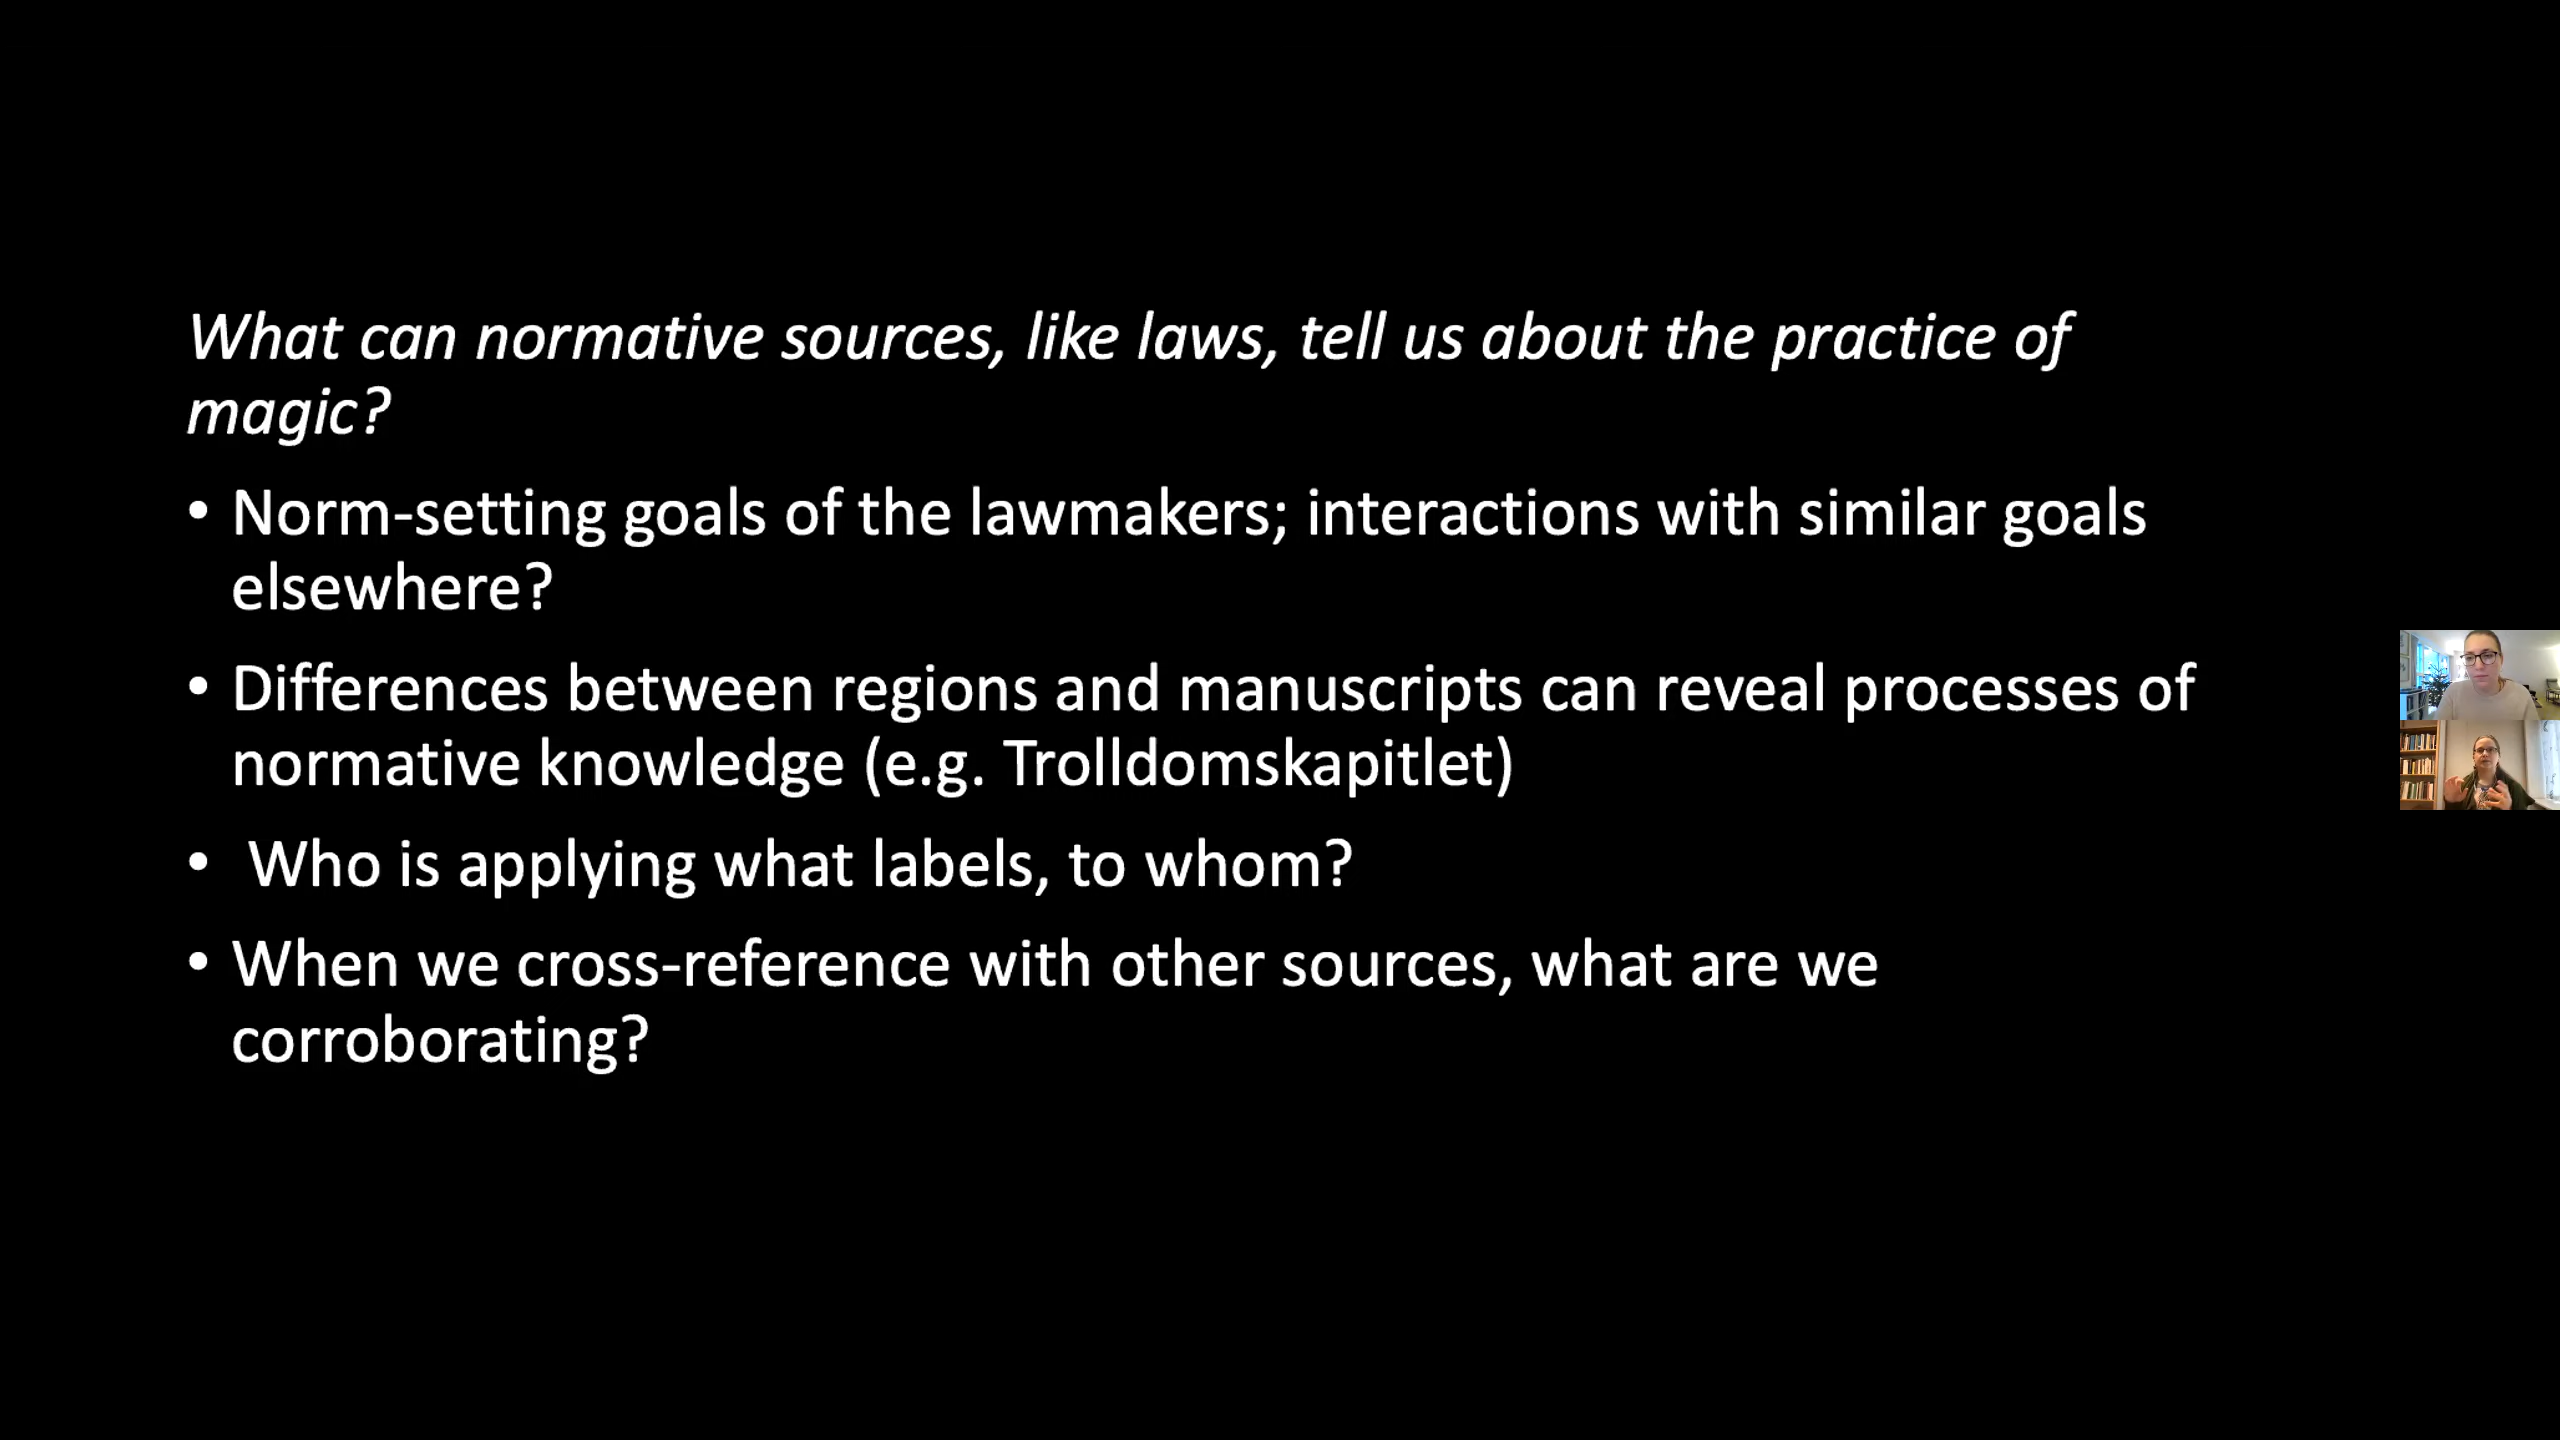 What can normative sources, like laws, tell us about the practice of
magic?
• Norm-setting goals of the lawmakers; interactions with similar goals
elsewhere?
• Differences between regions and manuscripts can reveal processes of
normative knowledge (e.g. Trolldomskapitlet)
• Who is applying what labels, to whom?
• When we cross-reference with other sources, what are we
corroborating?